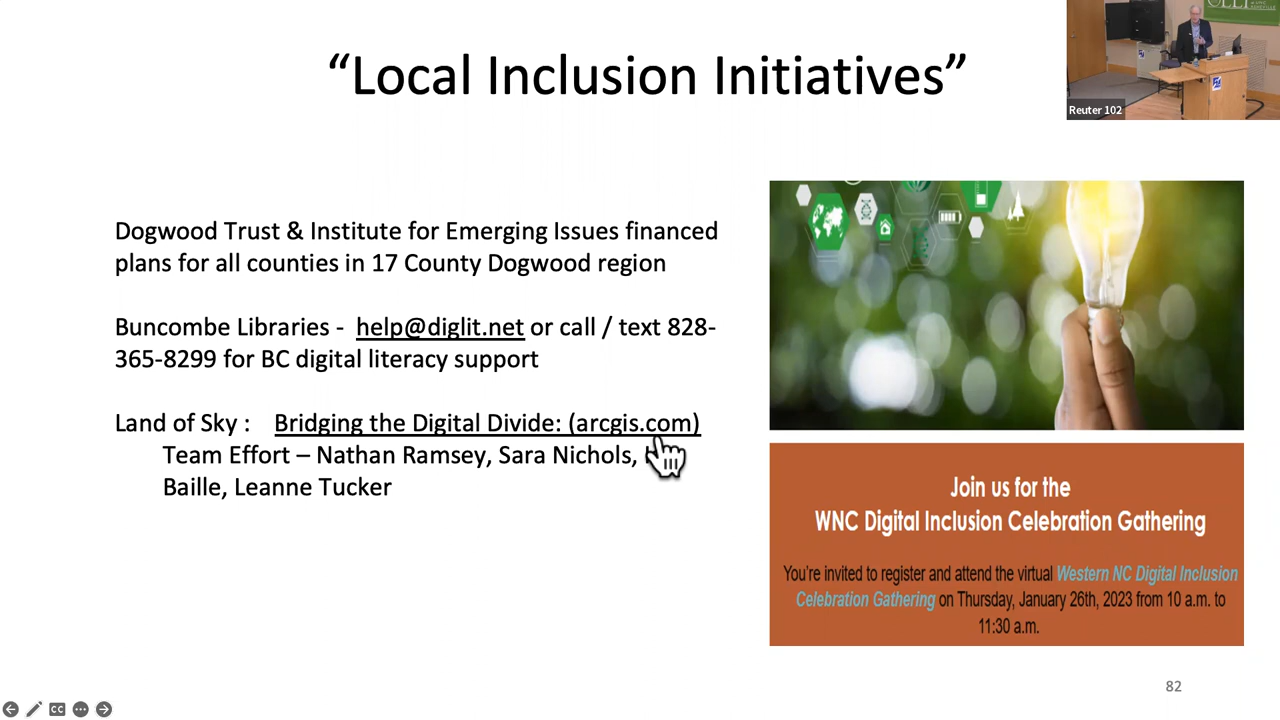 “Local Inclusion Initiatives”
Reuter 102
Dogwood Trust & Institute for Emerging Issues financed
plans for all counties in 17 County Dogwood region
Buncombe Libraries - help@diglit.net or call / text 828-
365-8299 for BC digital literacy support
Land of Sky : Bridging the Digital Divide: (arcgis.com)
Team Effort – Nathan Ramsey, Sara Nichols,
Baille, Leanne Tucker
Join us for the
WNC Digital Inclusion Celebration Gathering
You're invited to register and attend the virtual Western NC Digital Inclusion
Celebration Gathering on Thursday, January 26th, 2023 from 10 a.m. to
11:30 a.m.
82
CC